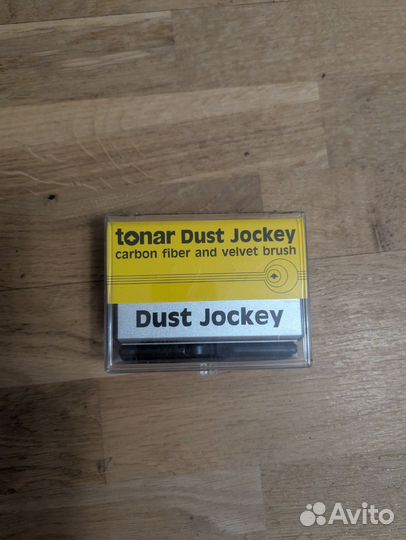 tonar Dust Jockey
carbon fiber and velvet brush
Dust Jockey
Avito